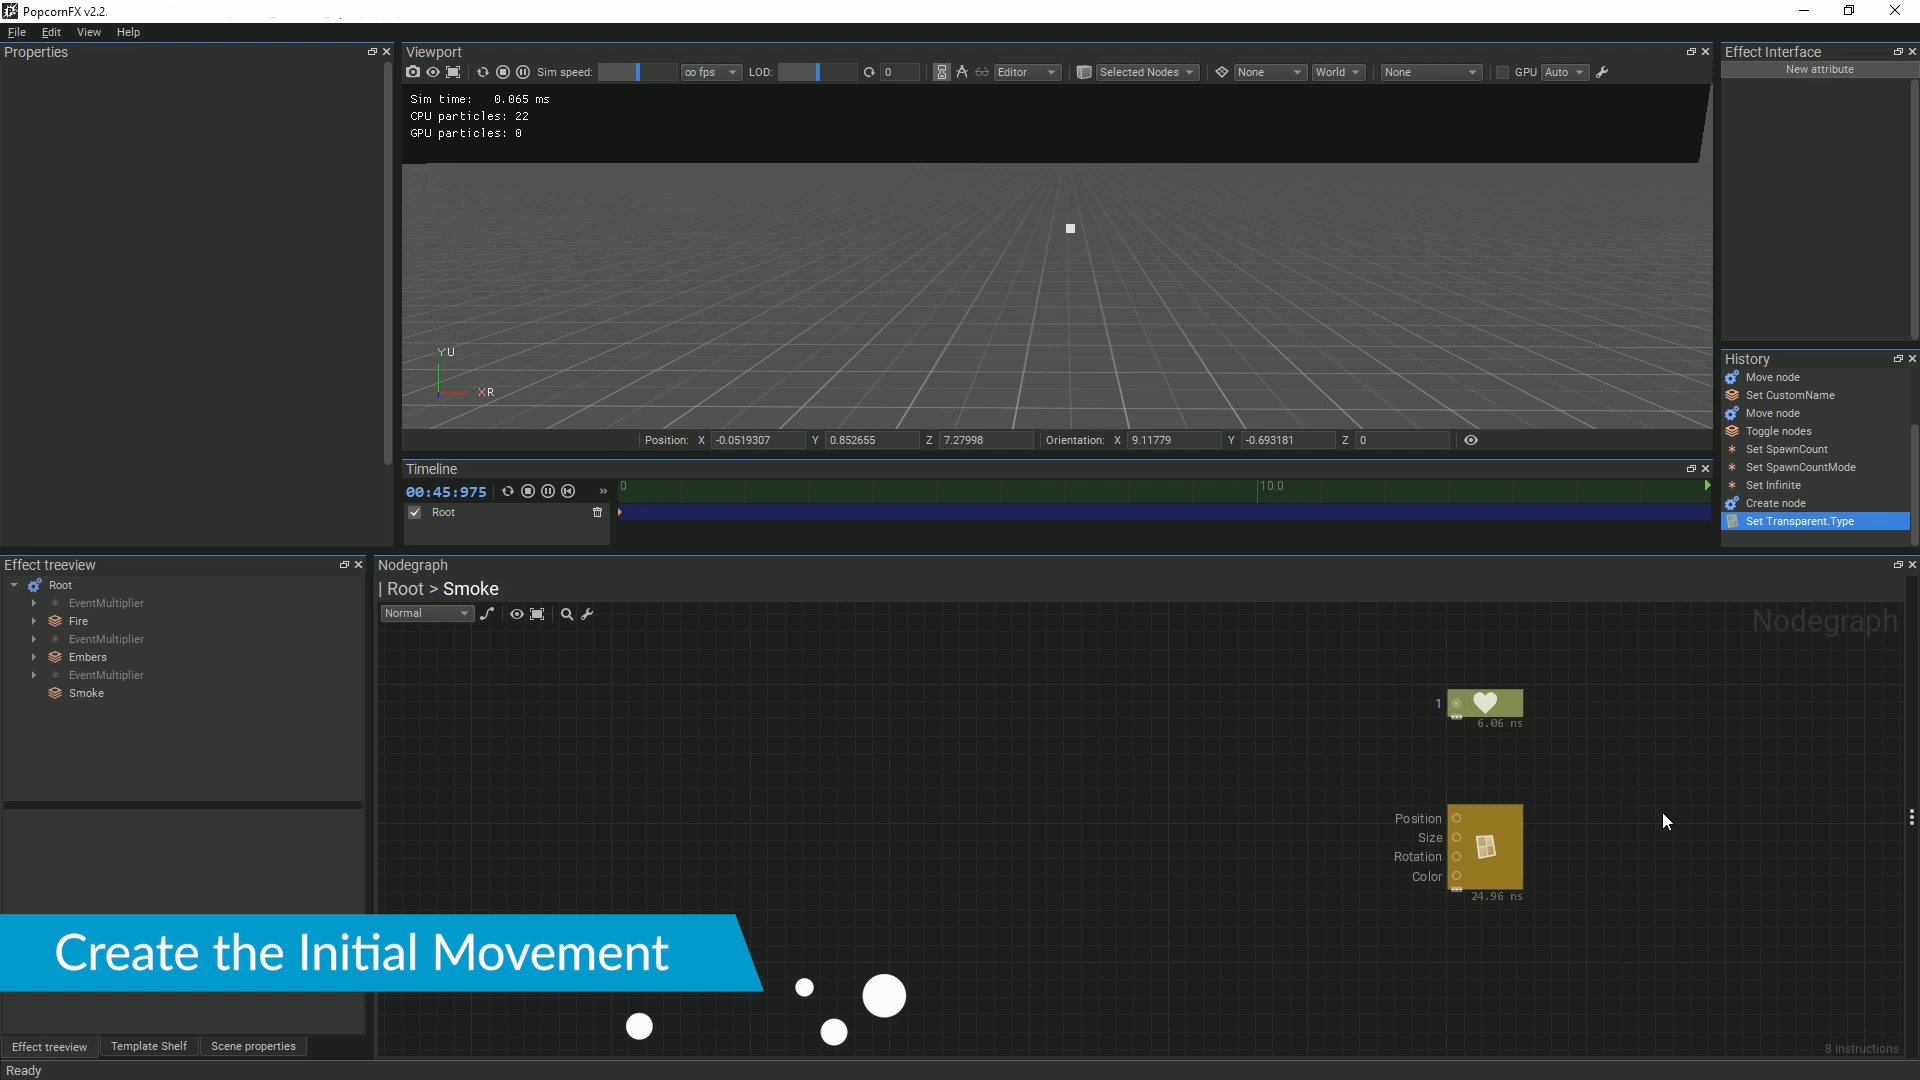 PopcornFX v2.2.
File Edit View Help
Properties
Viewport
Sim speed: ∞ fps LOD: 0 Editor Selected Nodes None World None GPU Auto
Sim time: 0.065 ms
CPU particles: 22
GPU particles: 0
YU
XR
Position: X -0.0519307 Y 0.852655 Z 7.27998 Orientation: X 9.11779 Y -0.693181 Z 0
Timeline
00:45:975 » 0 10.0
Root
Effect Interface
New attribute
History
Move node
Set CustomName
Move node
Toggle nodes
Set SpawnCount
Set SpawnCountMode
Set Infinite
Create node
Set Transparent.Type
Effect treeview
Root
EventMultiplier
Fire
EventMultiplier
Embers
EventMultiplier
Smoke
Nodegraph
| Root > Smoke
Normal
Nodegraph
1
6.06 ns
Position
Size
Rotation
Color
24.96 ns
Create the Initial Movement
8 instructions
Effect treeview Template Shelf Scene properties
Ready